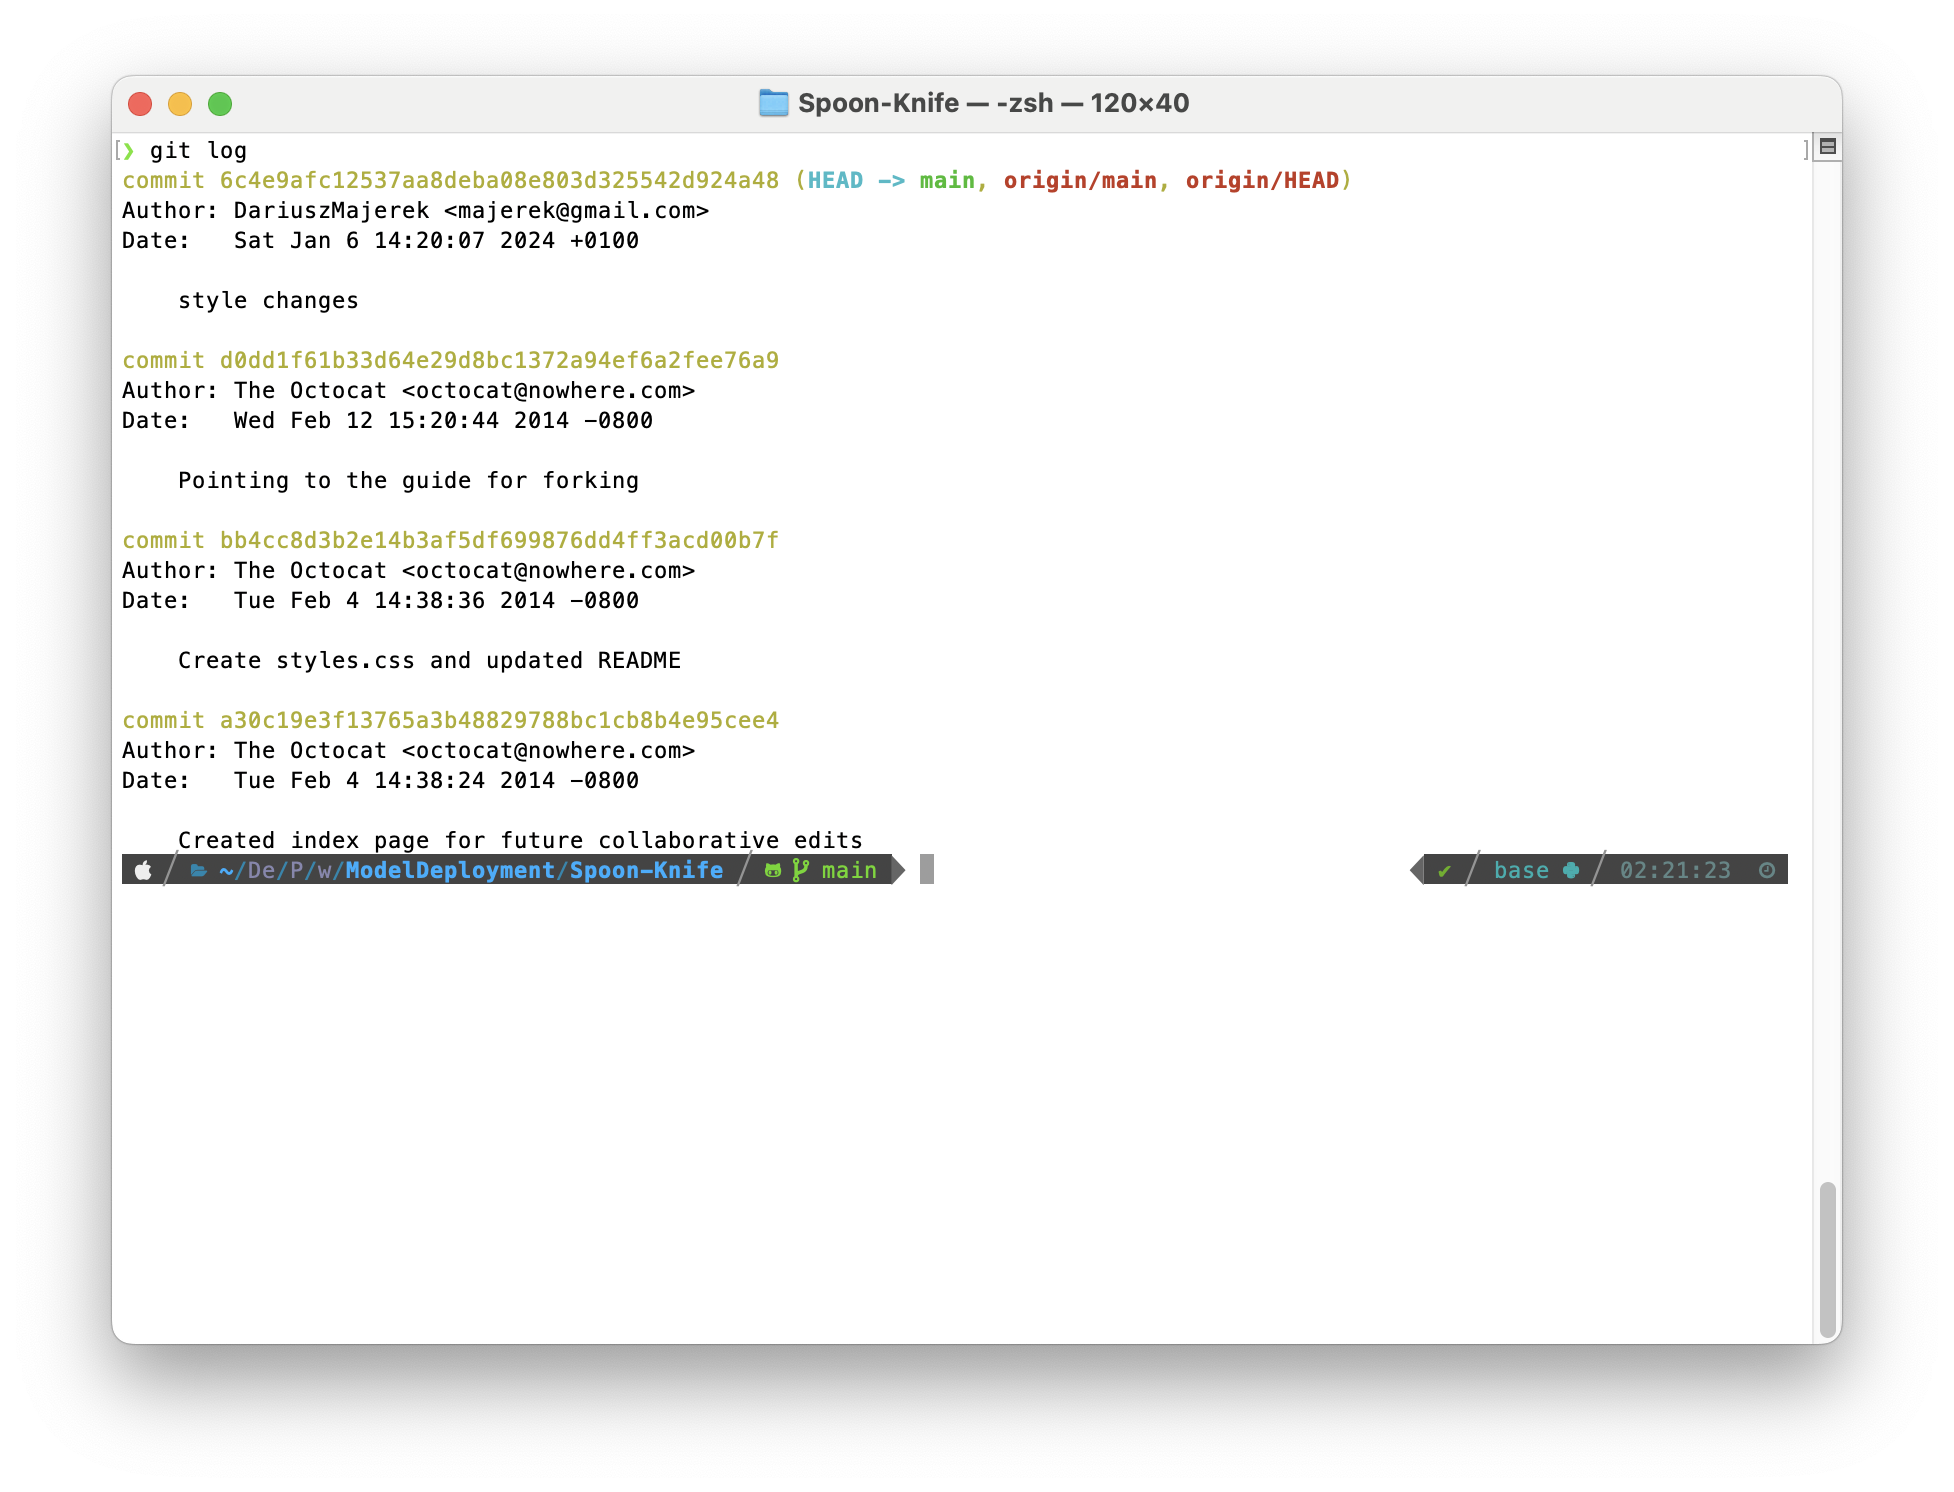 Spoon-Knife — -zsh — 120×40
[❯ git log ]
commit 6c4e9afc12537aa8deba08e803d325542d924a48 (HEAD -> main, origin/main, origin/HEAD)
Author: DariuszMajerek <majerek@gmail.com>
Date:   Sat Jan 6 14:20:07 2024 +0100
    style changes
commit d0dd1f61b33d64e29d8bc1372a94ef6a2fee76a9
Author: The Octocat <octocat@nowhere.com>
Date:   Wed Feb 12 15:20:44 2014 -0800
    Pointing to the guide for forking
commit bb4cc8d3b2e14b3af5df699876dd4ff3acd00b7f
Author: The Octocat <octocat@nowhere.com>
Date:   Tue Feb 4 14:38:36 2014 -0800
    Create styles.css and updated README
commit a30c19e3f13765a3b48829788bc1cb8b4e95cee4
Author: The Octocat <octocat@nowhere.com>
Date:   Tue Feb 4 14:38:24 2014 -0800
    Created index page for future collaborative edits
~/De/P/w/ModelDeployment/Spoon-Knife main ✔ base 02:21:23